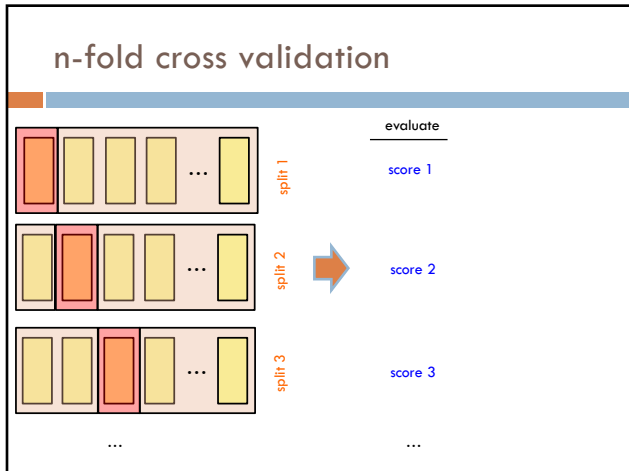 n-fold cross validation
evaluate
...
split 1
score 1
...
split 2
score 2
...
split 3
score 3
...
...